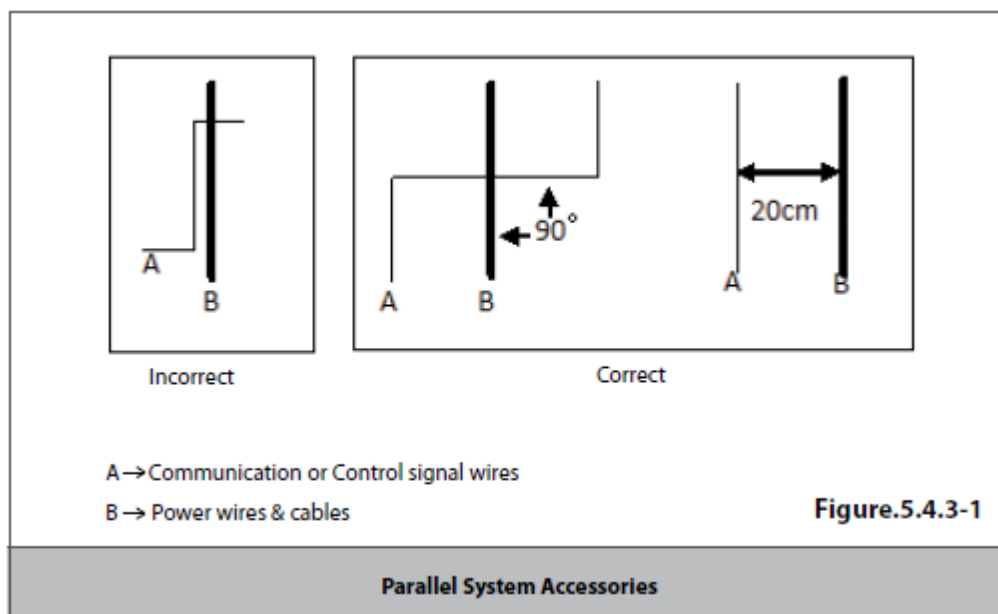 A
B
Incorrect
90°
A
B
20cm
A
B
Correct
A→Communication or Control signal wires
B→ Power wires & cables
Figure.5.4.3-1
Parallel System Accessories